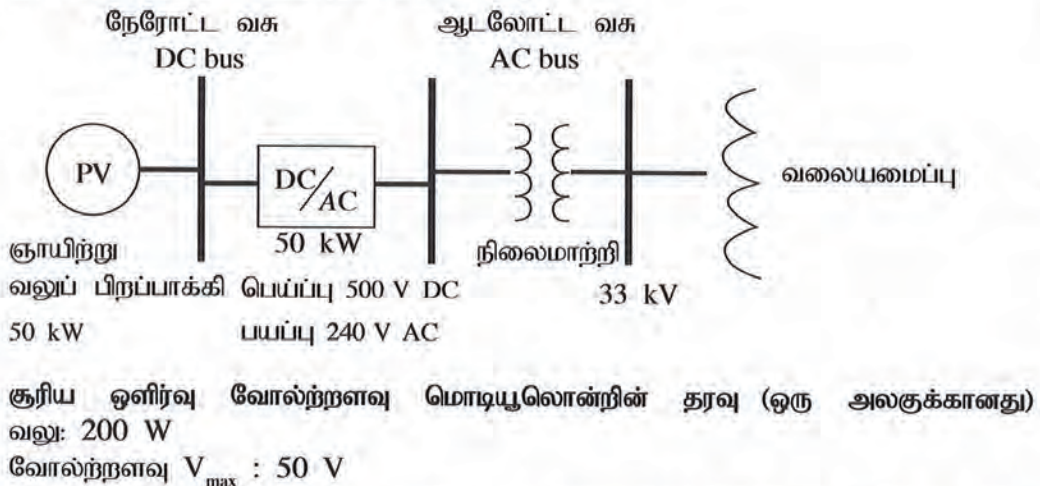 நேரோட்ட வசு
DC bus
ஆடலோட்ட வசு
AC bus
PV
DC/AC
வலையமைப்பு
50 kW
ஞாயிற்று
நிலைமாற்றி
வலுப் பிறப்பாக்கி பெய்ப்பு 500 V DC
33 kV
50 kW பயப்பு 240 V AC
சூரிய ஒளிர்வு வோல்ற்றளவு மொடியூலொன்றின் தரவு (ஒரு அலகுக்கானது)
வலு: 200 W
வோல்ற்றளவு Vmax : 50 V